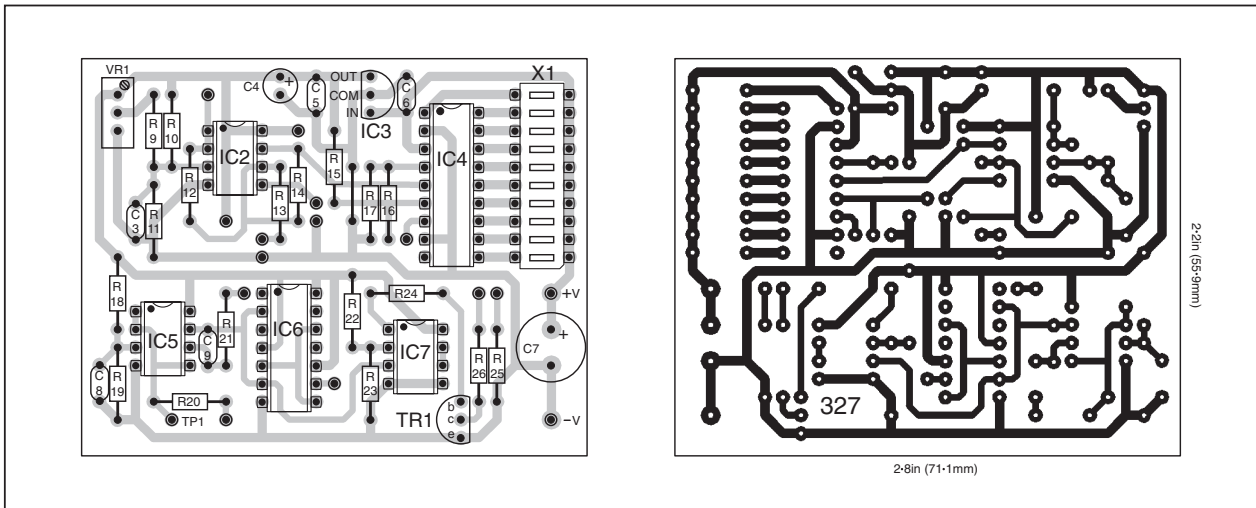 VR1
C4
+
C
5
OUT
COM
IN
IC3
C
6
X1
R
9
R
10
IC2
IC4
R
12
R
13
R
14
R
15
R
17
R
16
C
3
R
11
R
18
R24
+V
R
22
IC5
C
9
R
21
IC6
IC7
+
C7
C
8
R
19
R
23
R
26
R
25
R20
TP1
TR1
b
c
e
–V
327
2·2in (55·9mm)
2·8in (71·1mm)